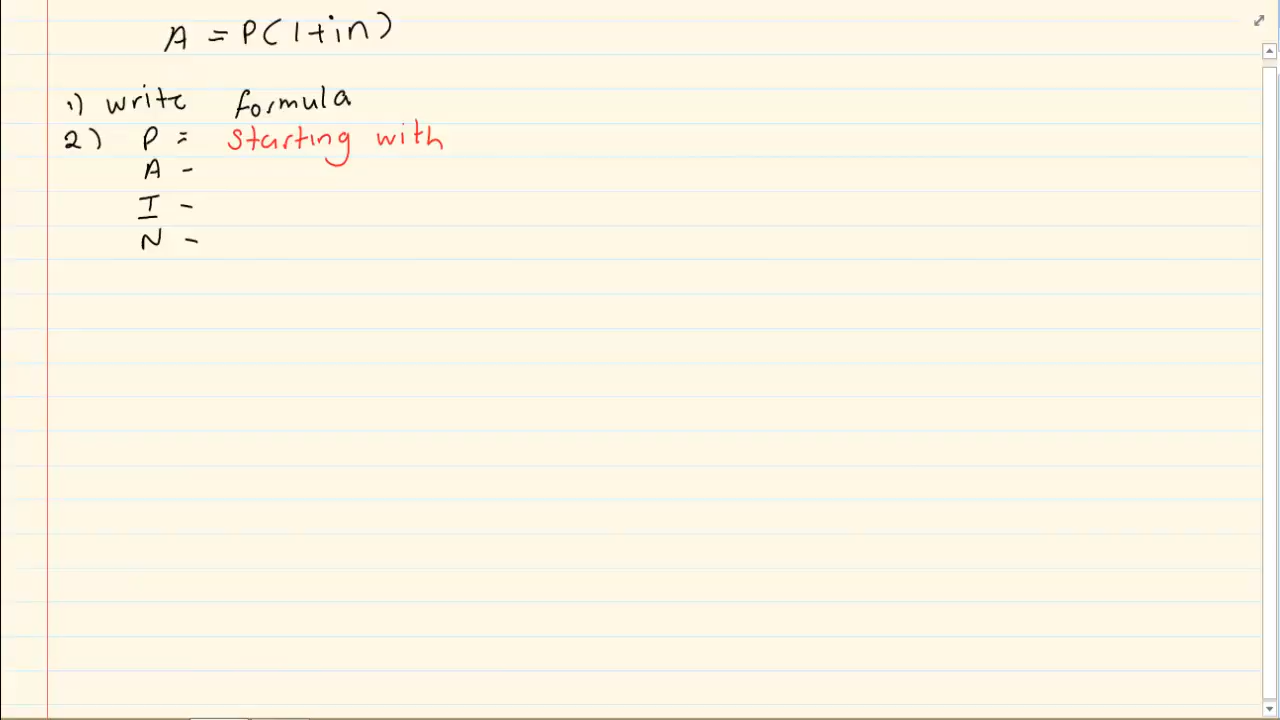 A = P(1+in)
1) write formula
2) P = Starting with
A -
I -
N -